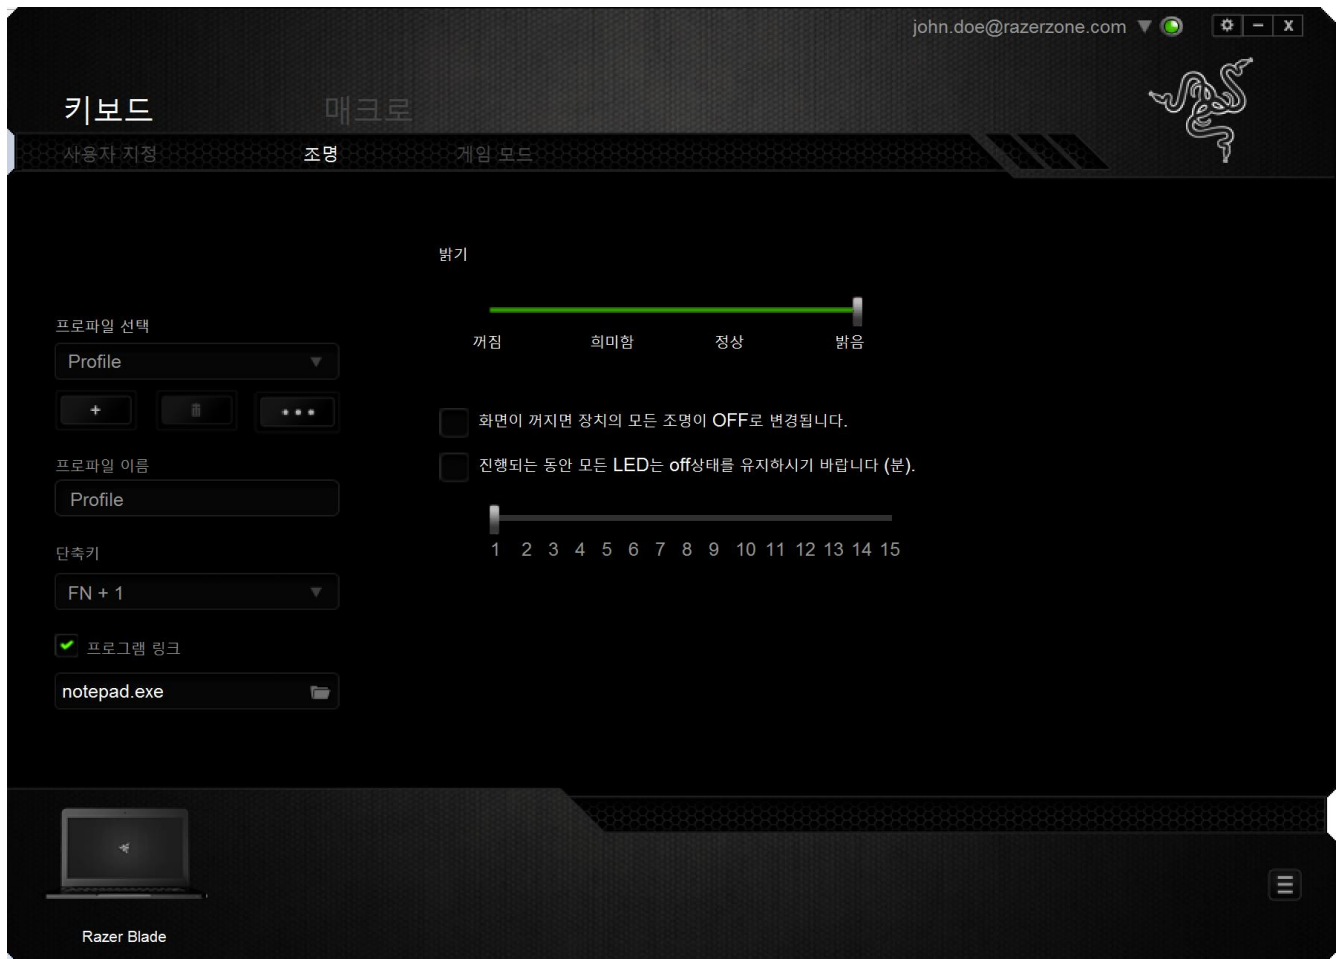 john.doe@razerzone.com
키보드 매크로
사용자 지정 조명 게임 모드
밝기
꺼짐 희미함 정상 밝음
프로파일 선택
Profile
프로파일 이름
Profile
단축키
FN + 1
프로그램 링크
notepad.exe
화면이 꺼지면 장치의 모든 조명이 OFF로 변경됩니다.
진행되는 동안 모든 LED는 off상태를 유지하시기 바랍니다 (분).
1 2 3 4 5 6 7 8 9 10 11 12 13 14 15
Razer Blade